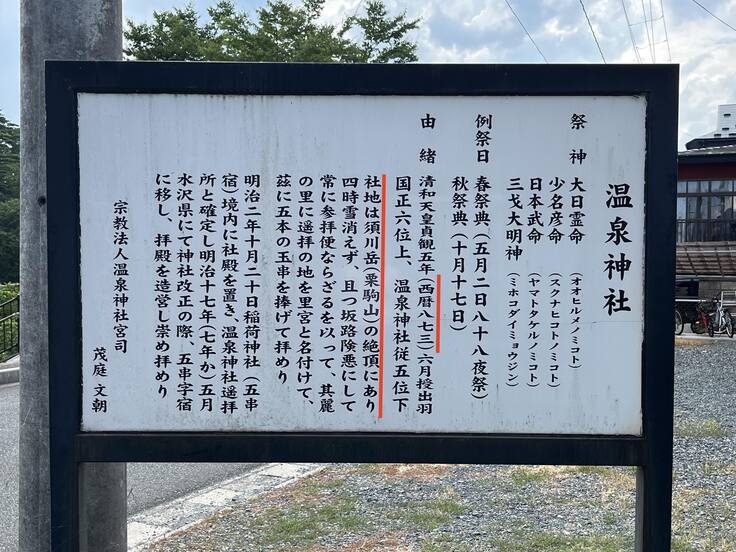 温泉神社
祭神 大日霊命 (オオヒルメノミコト)
少名彦命 (スクナヒコトノミコト)
日本武命 (ヤマトタケルノミコト)
三戈大明神 (ミホコダイミョウジン)
例祭日 春祭典(五月二日八十八夜祭)
秋祭典(十月十七日)
由緒 清和天皇貞観五年(西暦八七三)六月授出羽
国正六位上、温泉神社従五位下
社地は須川岳(栗駒山)の絶頂にあり
四時雪消えず、且つ坂路険悪にして
常に参拝便ならざるを以って、其麗
の里に遥拝の地を里宮と名付けて、
茲に五本の玉串を捧げて拝めり
明治二年十月二十日稲荷神社(五串
宿)境内に社殿を置き、温泉神社遥拝
所と確定し明治十七年(七年か)五月
水沢県にて神社改正の際、五串字宿
に移し、拝殿を造営し崇め拝めり
宗教法人温泉神社宮司
茂庭文朝